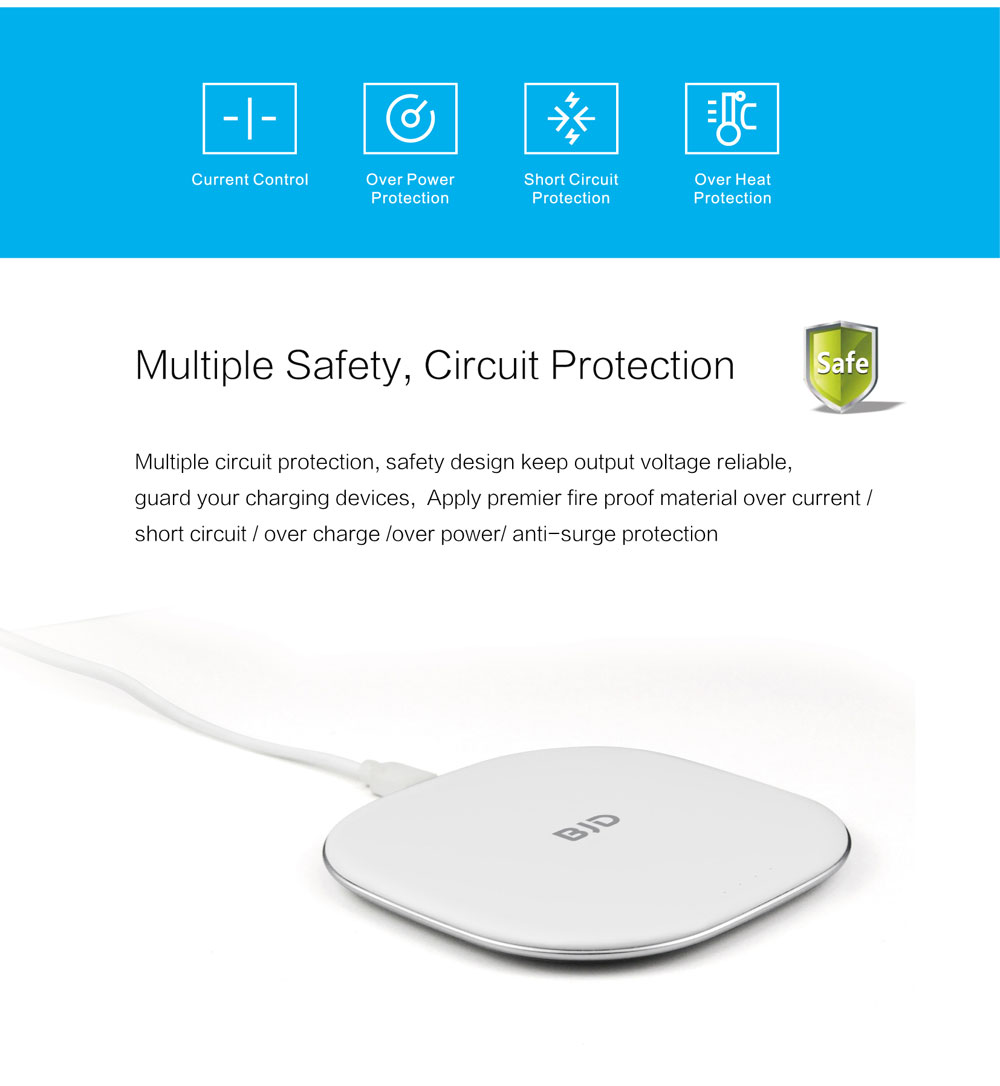 Current Control
Over Power
Protection
Short Circuit
Protection
Over Heat
Protection
Multiple Safety, Circuit Protection
Safe
Multiple circuit protection, safety design keep output voltage reliable,
guard your charging devices, Apply premier fire proof material over current /
short circuit / over charge /over power/ anti-surge protection
BJD